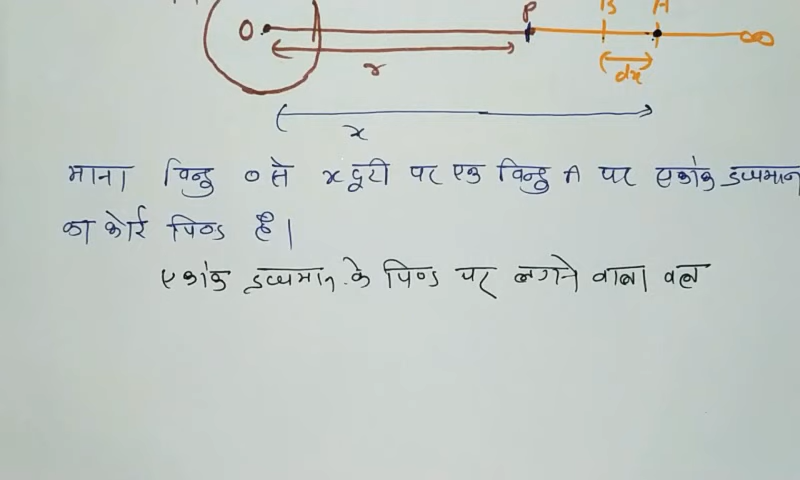 P B A
O ∞
r dx
x
माना बिन्दु O से x दूरी पर एक बिन्दु A पर एकांक द्रव्यमान
का कोई पिण्ड है।
एकांक द्रव्यमान के पिण्ड पर लगने वाला बल